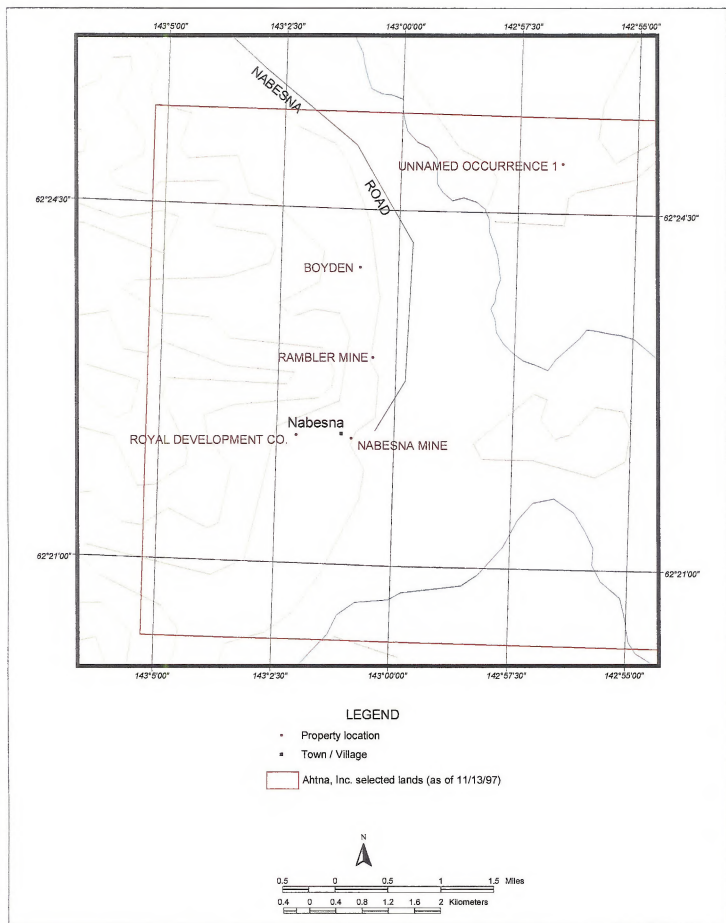 143°5'00" 143°2'30" 143°00'00" 142°57'30" 142°55'00"
NABESNA
UNNAMED OCCURRENCE 1
62°24'30" 62°24'30"
ROAD
BOYDEN
RAMBLER MINE
Nabesna
ROYAL DEVELOPMENT CO.
NABESNA MINE
62°21'00" 62°21'00"
143°5'00" 143°2'30" 143°00'00" 142°57'30" 142°55'00"
LEGEND
Property location
Town / Village
Ahtna, Inc. selected lands (as of 11/13/97)
N
0.5 0 0.5 1 1.5 Miles
0.4 0 0.4 0.8 1.2 1.6 2 Kilometers